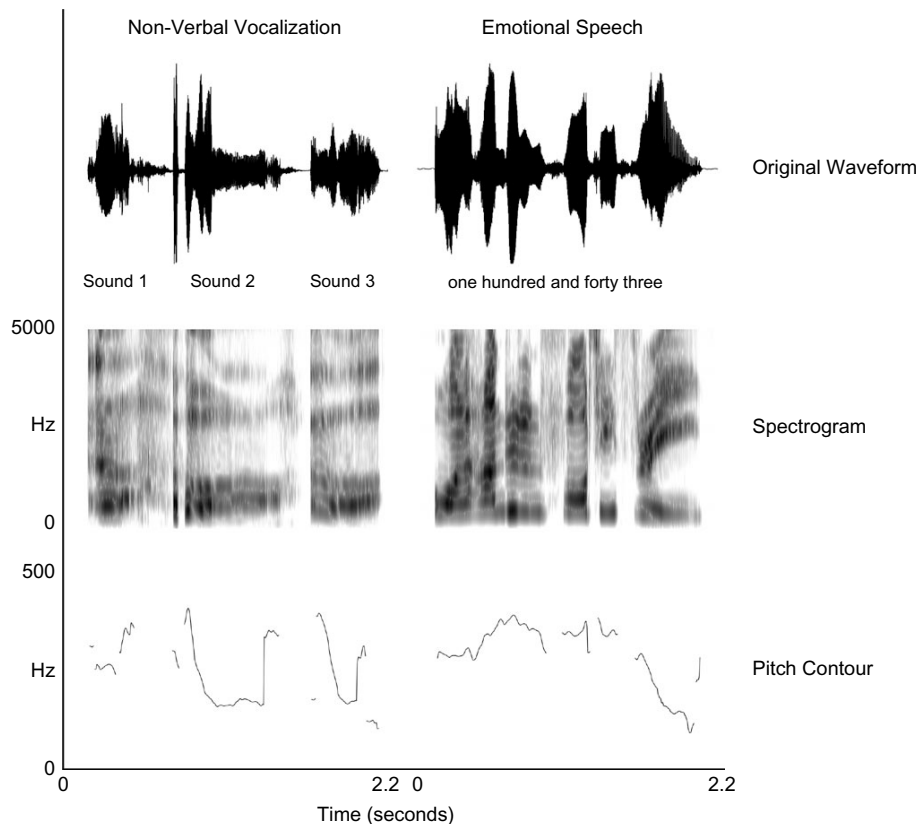 Non-Verbal Vocalization
Emotional Speech
Original Waveform
Sound 1
Sound 2
Sound 3
one hundred and forty three
5000
Hz
Spectrogram
0
500
Hz
Pitch Contour
0
0
2.2
0
2.2
Time (seconds)